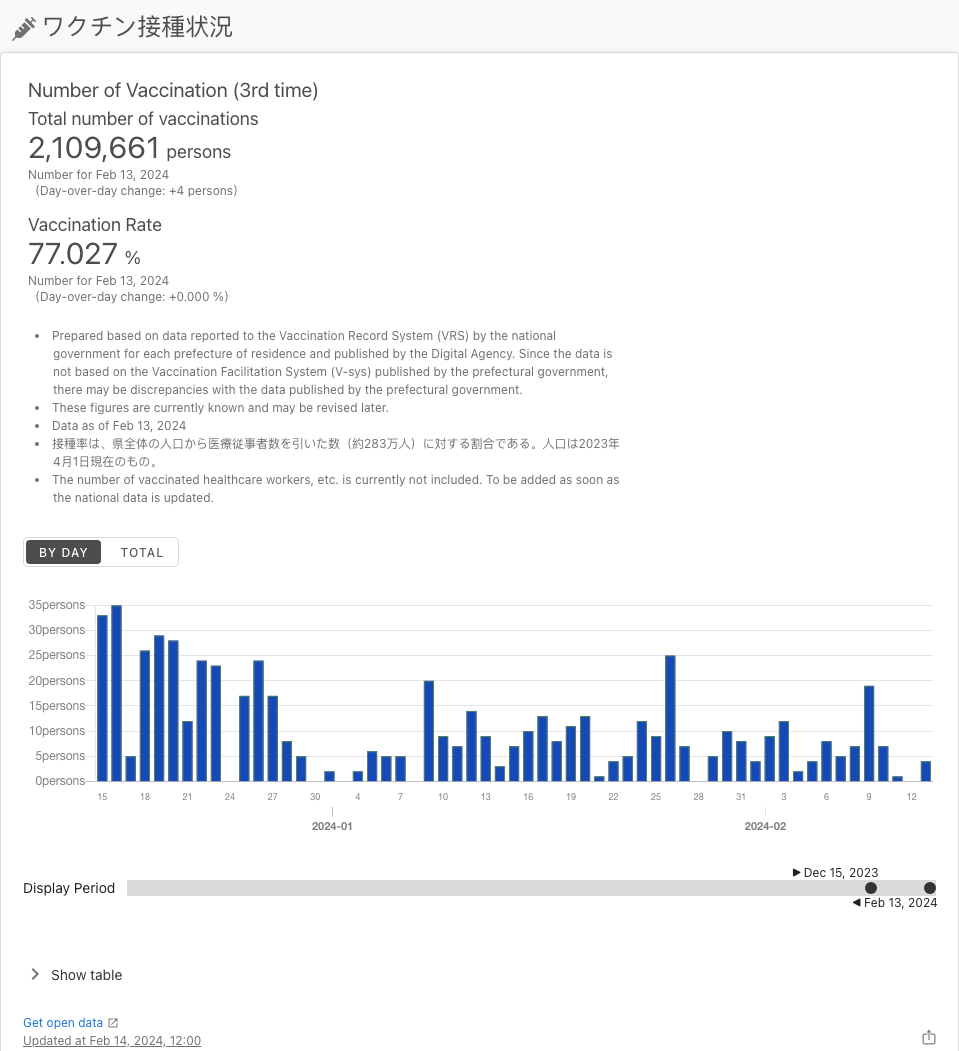 ワクチン接種状況
Number of Vaccination (3rd time)
Total number of vaccinations
2,109,661 persons
Number for Feb 13, 2024
(Day-over-day change: +4 persons)
Vaccination Rate
77.027 %
Number for Feb 13, 2024
(Day-over-day change: +0.000 %)
• Prepared based on data reported to the Vaccination Record System (VRS) by the national
government for each prefecture of residence and published by the Digital Agency. Since the data is
not based on the Vaccination Facilitation System (V-sys) published by the prefectural government,
there may be discrepancies with the data published by the prefectural government.
• These figures are currently known and may be revised later.
• Data as of Feb 13, 2024
• 接種率は、県全体の人口から医療従事者数を引いた数（約283万人）に対する割合である。人口は2023年
4月1日現在のもの。
• The number of vaccinated healthcare workers, etc. is currently not included. To be added as soon as
the national data is updated.
BY DAY TOTAL
35persons
30persons
25persons
20persons
15persons
10persons
5persons
0persons
15 18 21 24 27 30 4 7 10 13 16 19 22 25 28 31 3 6 9 12
2024-01 2024-02
Dec 15, 2023
Display Period
Feb 13, 2024
Show table
Get open data
Updated at Feb 14, 2024, 12:00